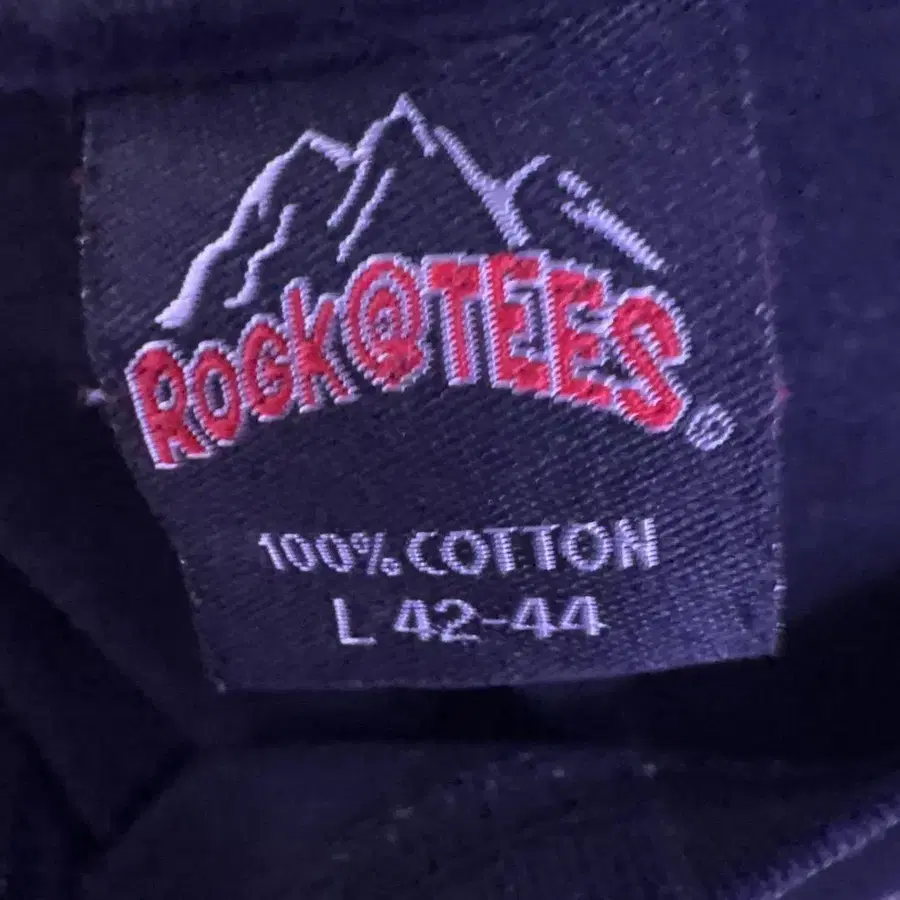 ROCK@TEES
100% COTTON
L 42-44